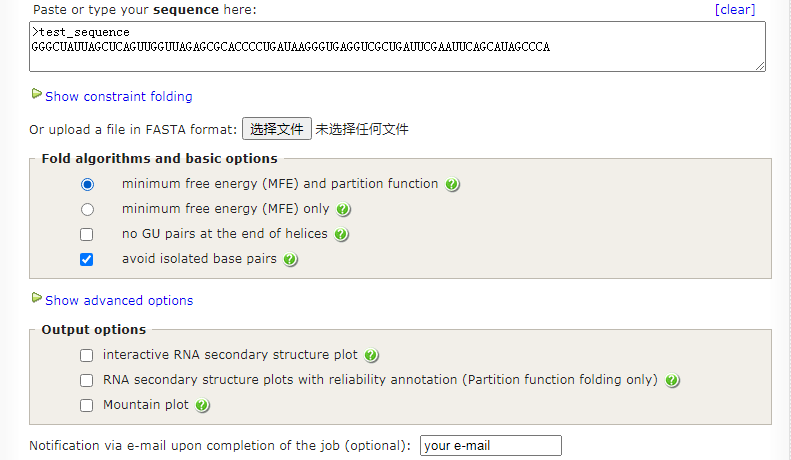 Paste or type your sequence here: [clear]
>test_sequence
GGGCUAUUAGCUCAGUUGGUUAGAGCGCACCCCUGAUAAGGGUGAGGUCGCUGAUUCGAAUUCAGCAUAGCCCA
Show constraint folding
Or upload a file in FASTA format: 选择文件 未选择任何文件
Fold algorithms and basic options
minimum free energy (MFE) and partition function
minimum free energy (MFE) only
no GU pairs at the end of helices
avoid isolated base pairs
Show advanced options
Output options
interactive RNA secondary structure plot
RNA secondary structure plots with reliability annotation (Partition function folding only)
Mountain plot
Notification via e-mail upon completion of the job (optional): your e-mail